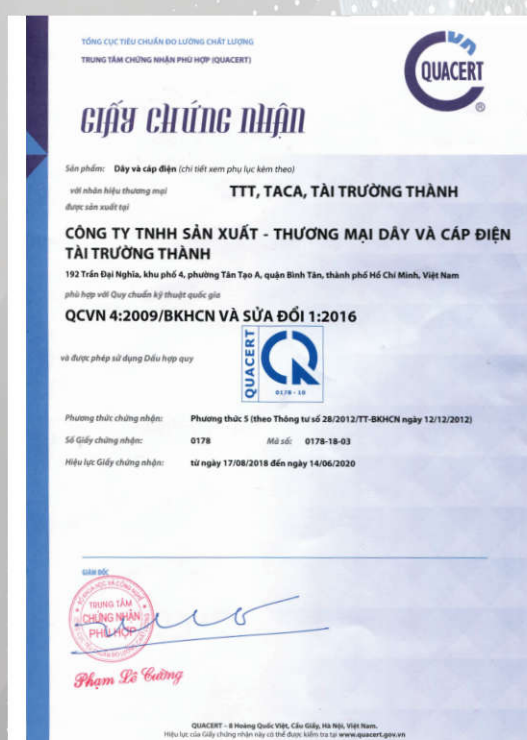 TỔNG CỤC TIÊU CHUẨN ĐO LƯỜNG CHẤT LƯỢNG
TRUNG TÂM CHỨNG NHẬN PHÙ HỢP (QUACERT)
QUACERT
®
GIẤY CHỨNG NHẬN
Sản phẩm: Dây và cáp điện (chi tiết xem phụ lục kèm theo)
với nhãn hiệu thương mại TTT, TACA, TÀI TRƯỜNG THÀNH
được sản xuất tại
CÔNG TY TNHH SẢN XUẤT - THƯƠNG MẠI DÂY VÀ CÁP ĐIỆN
TÀI TRƯỜNG THÀNH
192 Trần Đại Nghĩa, khu phố 4, phường Tân Tạo A, quận Bình Tân, thành phố Hồ Chí Minh, Việt Nam
phù hợp với Quy chuẩn kỹ thuật quốc gia
QCVN 4:2009/BKHCN VÀ SỬA ĐỔI 1:2016
và được phép sử dụng Dấu hợp quy
QUACERT
0178 - 18
Phương thức chứng nhận: Phương thức 5 (theo Thông tư số 28/2012/TT-BKHCN ngày 12/12/2012)
Số Giấy chứng nhận: 0178 Mã số: 0178-18-03
Hiệu lực Giấy chứng nhận: từ ngày 17/08/2018 đến ngày 14/06/2020
GIÁM ĐỐC
TRUNG TÂM
CHỨNG NHẬN
PHÙ HỢP
Phạm Lê Cường
QUACERT - 8 Hoàng Quốc Việt, Cầu Giấy, Hà Nội, Việt Nam.
Hiệu lực của Giấy chứng nhận này có thể được kiểm tra tại www.quacert.gov.vn